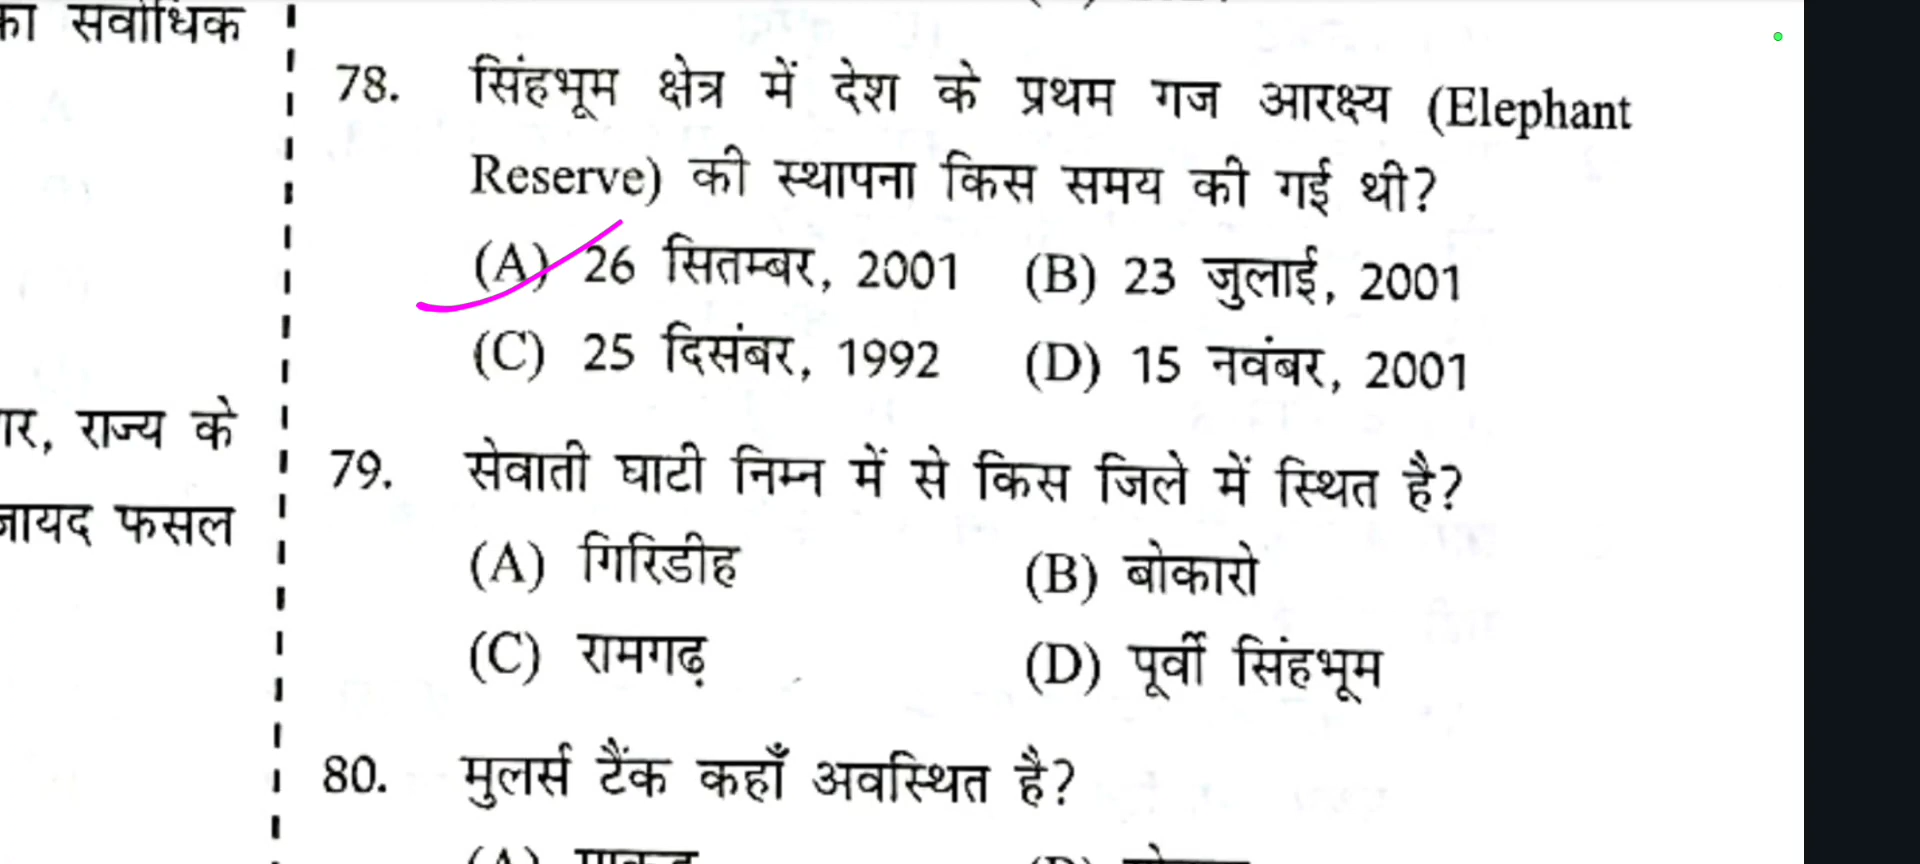 का सर्वाधिक
78. सिंहभूम क्षेत्र में देश के प्रथम गज आरक्ष्य (Elephant
Reserve) की स्थापना किस समय की गई थी?
(A) 26 सितम्बर, 2001 (B) 23 जुलाई, 2001
(C) 25 दिसंबर, 1992 (D) 15 नवंबर, 2001
राज्य के
79. सेवाती घाटी निम्न में से किस जिले में स्थित है?
जायद फसल
(A) गिरिडीह (B) बोकारो
(C) रामगढ़ (D) पूर्वी सिंहभूम
80. मुलर्स टैंक कहाँ अवस्थित है?